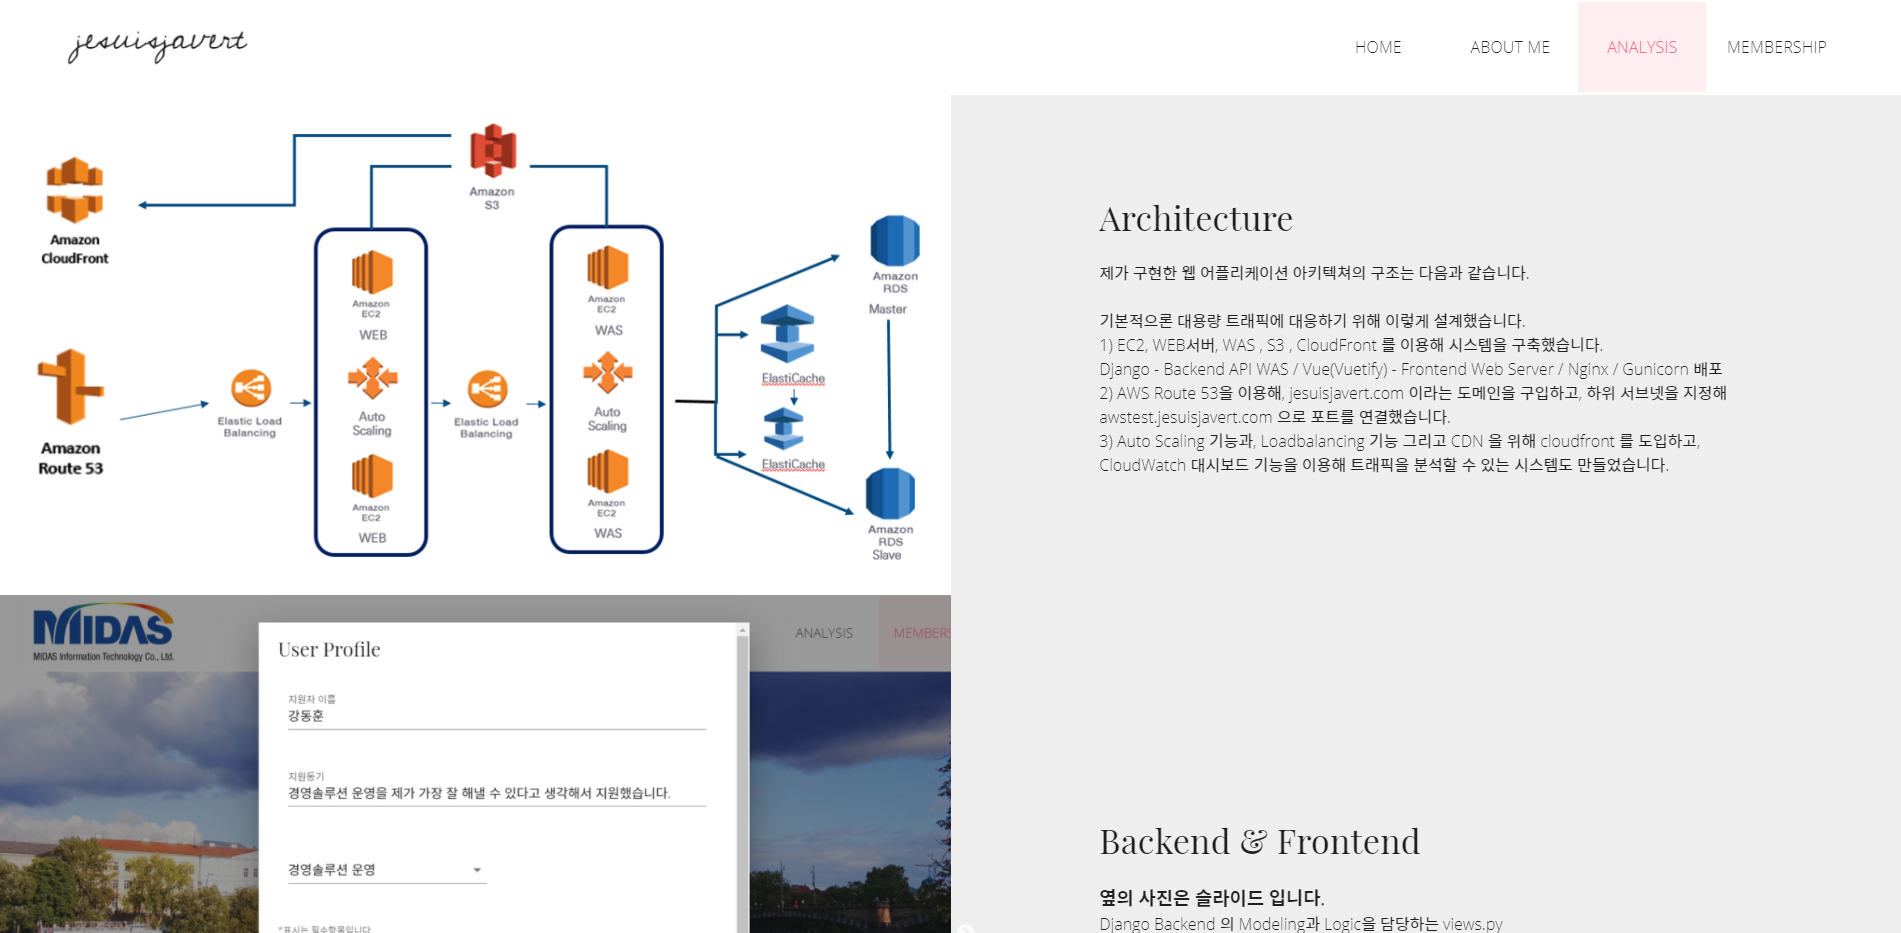 jesuisjavert
HOME
ABOUT ME
ANALYSIS
MEMBERSHIP
Amazon
S3
Amazon
CloudFront
Amazon
EC2
WEB
Auto
Scaling
Amazon
EC2
WEB
Amazon
EC2
WAS
Auto
Scaling
Amazon
EC2
WAS
Amazon
Route 53
Elastic Load
Balancing
Elastic Load
Balancing
ElastiCache
ElastiCache
Amazon
RDS
Master
Amazon
RDS
Slave
Architecture
제가 구현한 웹 어플리케이션 아키텍쳐의 구조는 다음과 같습니다.
기본적으론 대용량 트래픽에 대응하기 위해 이렇게 설계했습니다.
1) EC2, WEB서버, WAS , S3 , CloudFront 를 이용해 시스템을 구축했습니다.
Django - Backend API WAS / Vue(Vuetify) - Frontend Web Server / Nginx / Gunicorn 배포
2) AWS Route 53을 이용해, jesuisjavert.com 이라는 도메인을 구입하고, 하위 서브넷을 지정해
awstest.jesuisjavert.com 으로 포트를 연결했습니다.
3) Auto Scaling 기능과, Loadbalancing 기능 그리고 CDN 을 위해 cloudfront 를 도입하고,
CloudWatch 대시보드 기능을 이용해 트래픽을 분석할 수 있는 시스템도 만들었습니다.
MIDAS
MIDAS Information Technology Co., Ltd.
ANALYSIS
MEMBERS
User Profile
지원자 이름
강동훈
지원동기
경영솔루션 운영을 제가 가장 잘 해낼 수 있다고 생각해서 지원했습니다.
경영솔루션 운영
*표시는 필수항목입니다
Backend & Frontend
옆의 사진은 슬라이드 입니다.
Django Backend 의 Modeling과 Logic을 담당하는 views.py